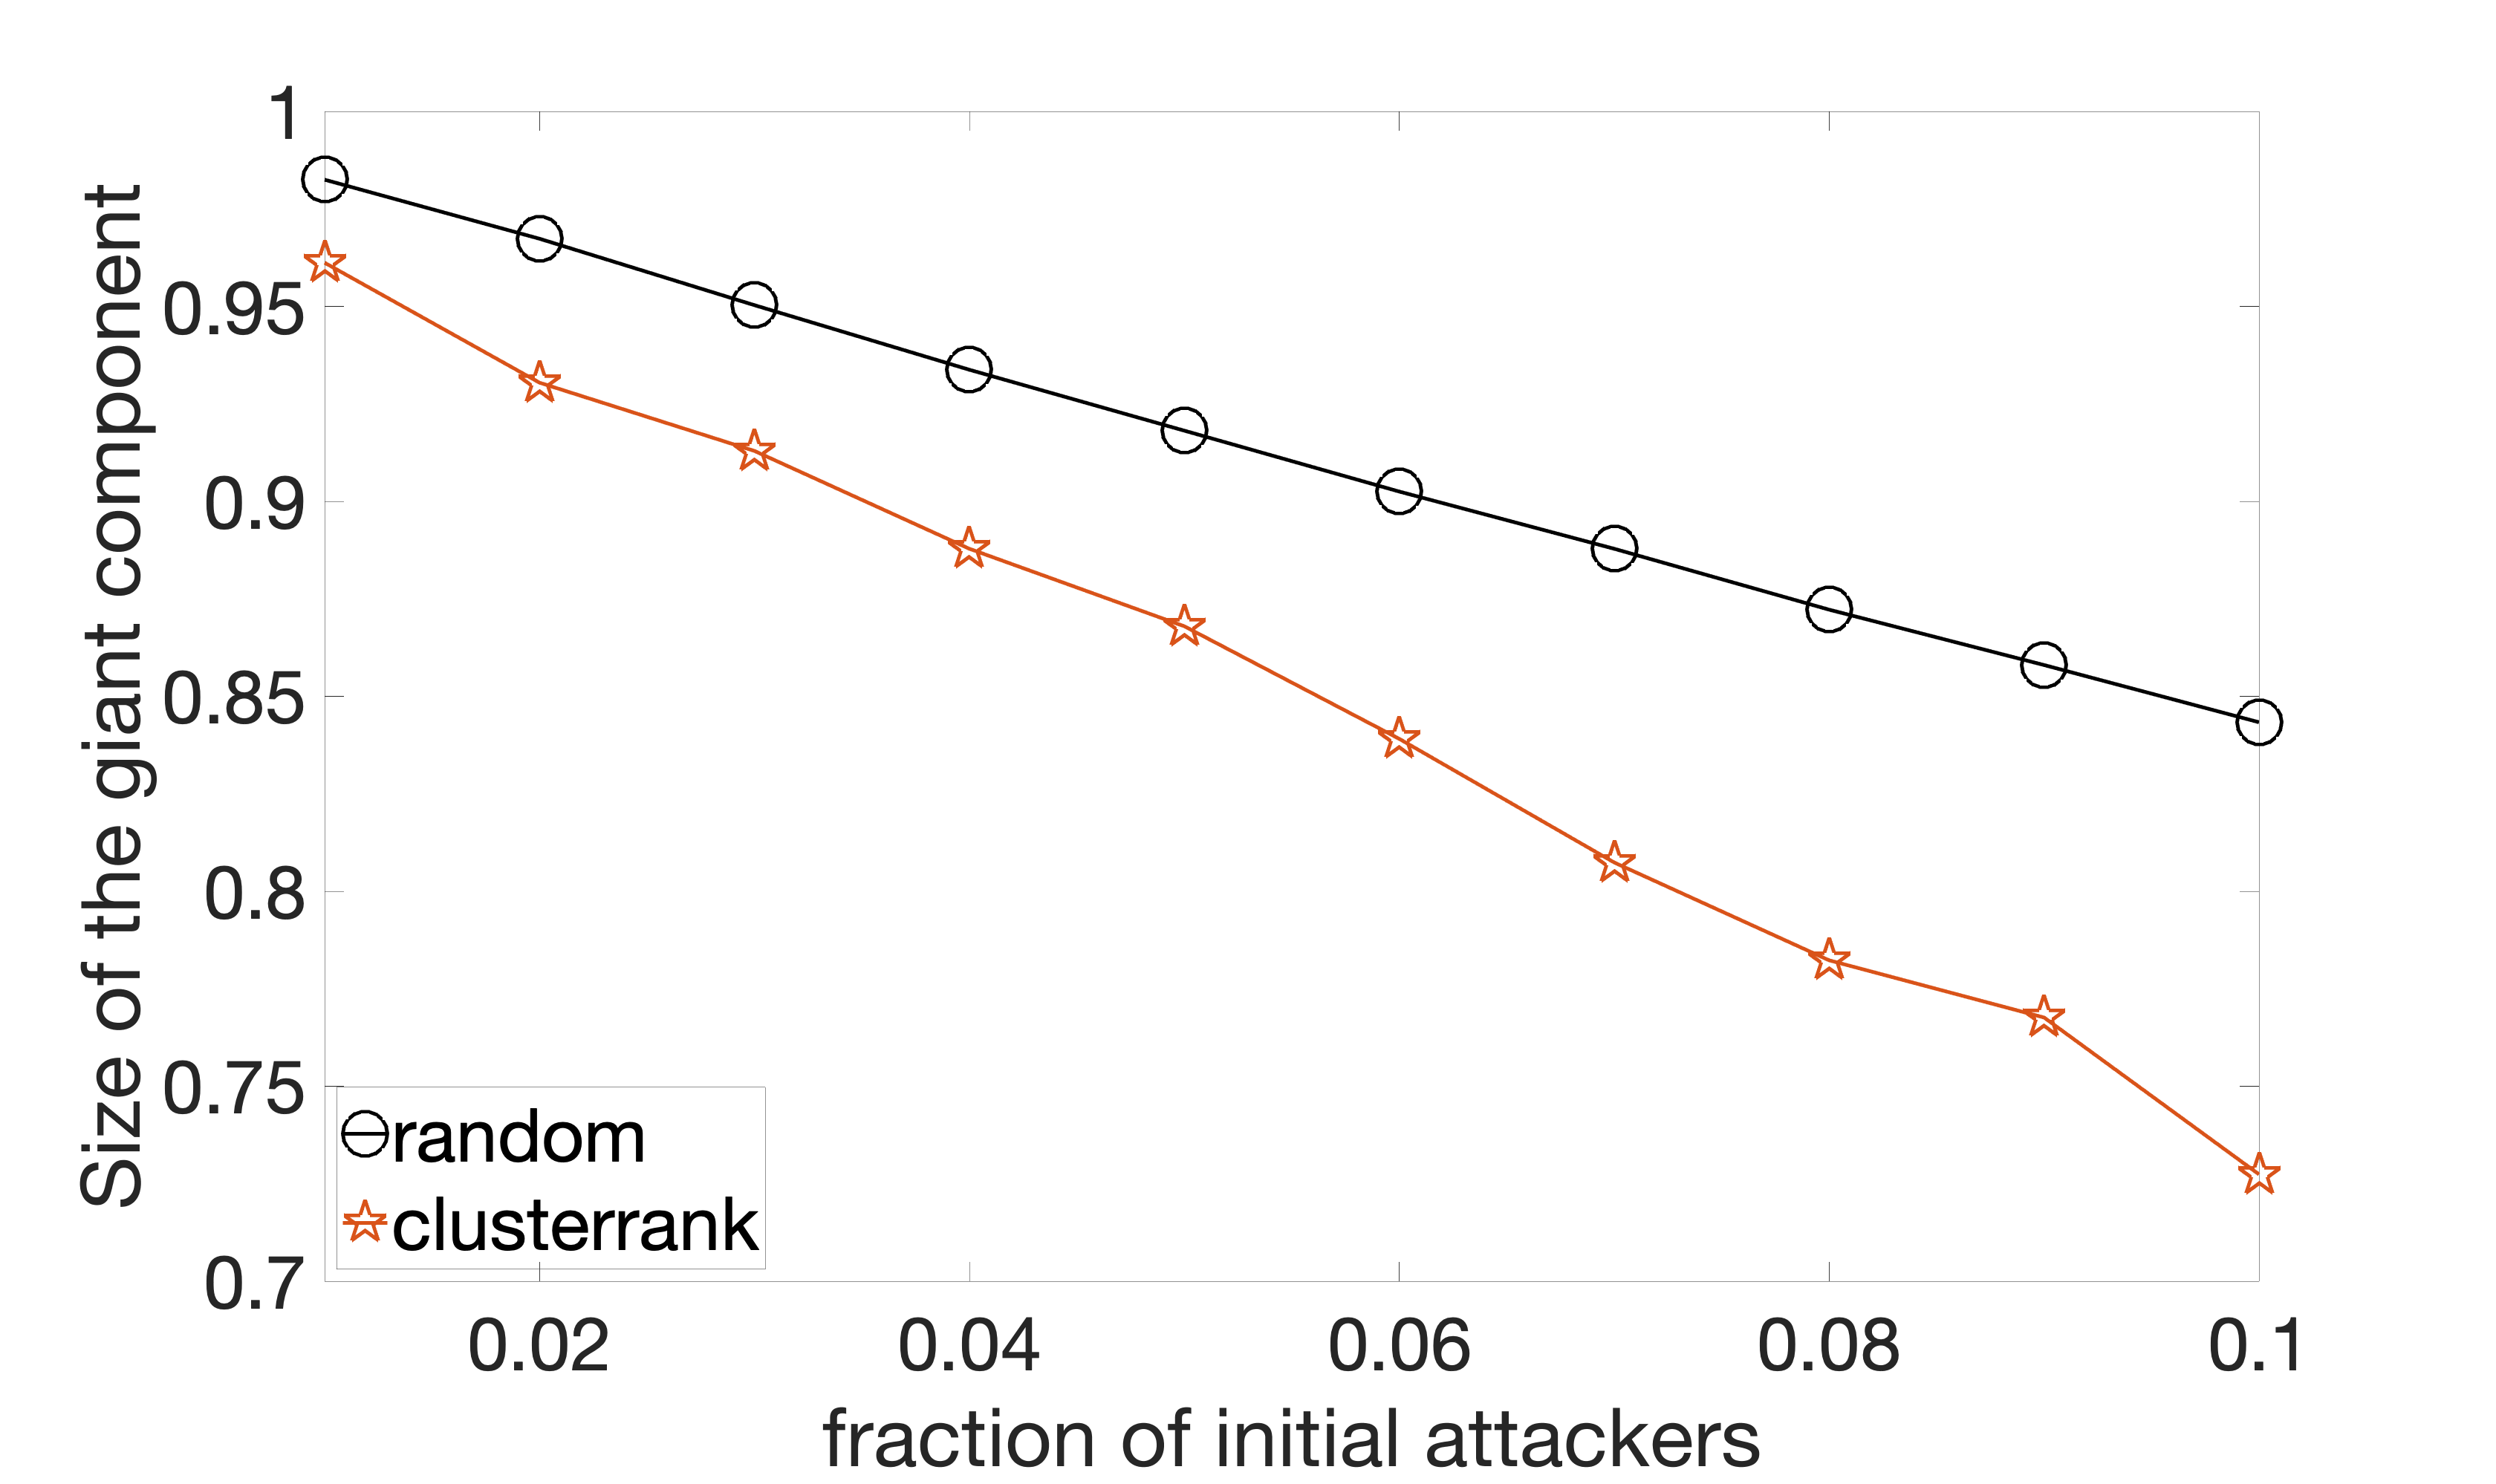 Size of the giant component
1
0.95
0.9
0.85
0.8
0.75
0.7
random
clusterrank
0.02 0.04 0.06 0.08 0.1
fraction of initial attackers